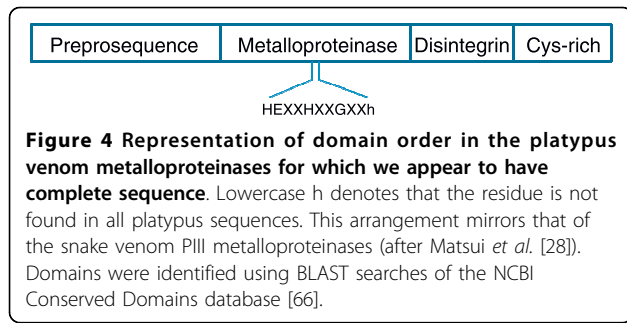 Preprosequence Metalloproteinase Disintegrin Cys-rich
HEXXHXXGXXh
Figure 4 Representation of domain order in the platypus
venom metalloproteinases for which we appear to have
complete sequence. Lowercase h denotes that the residue is not
found in all platypus sequences. This arrangement mirrors that of
the snake venom PIII metalloproteinases (after Matsui et al. [28]).
Domains were identified using BLAST searches of the NCBI
Conserved Domains database [66].